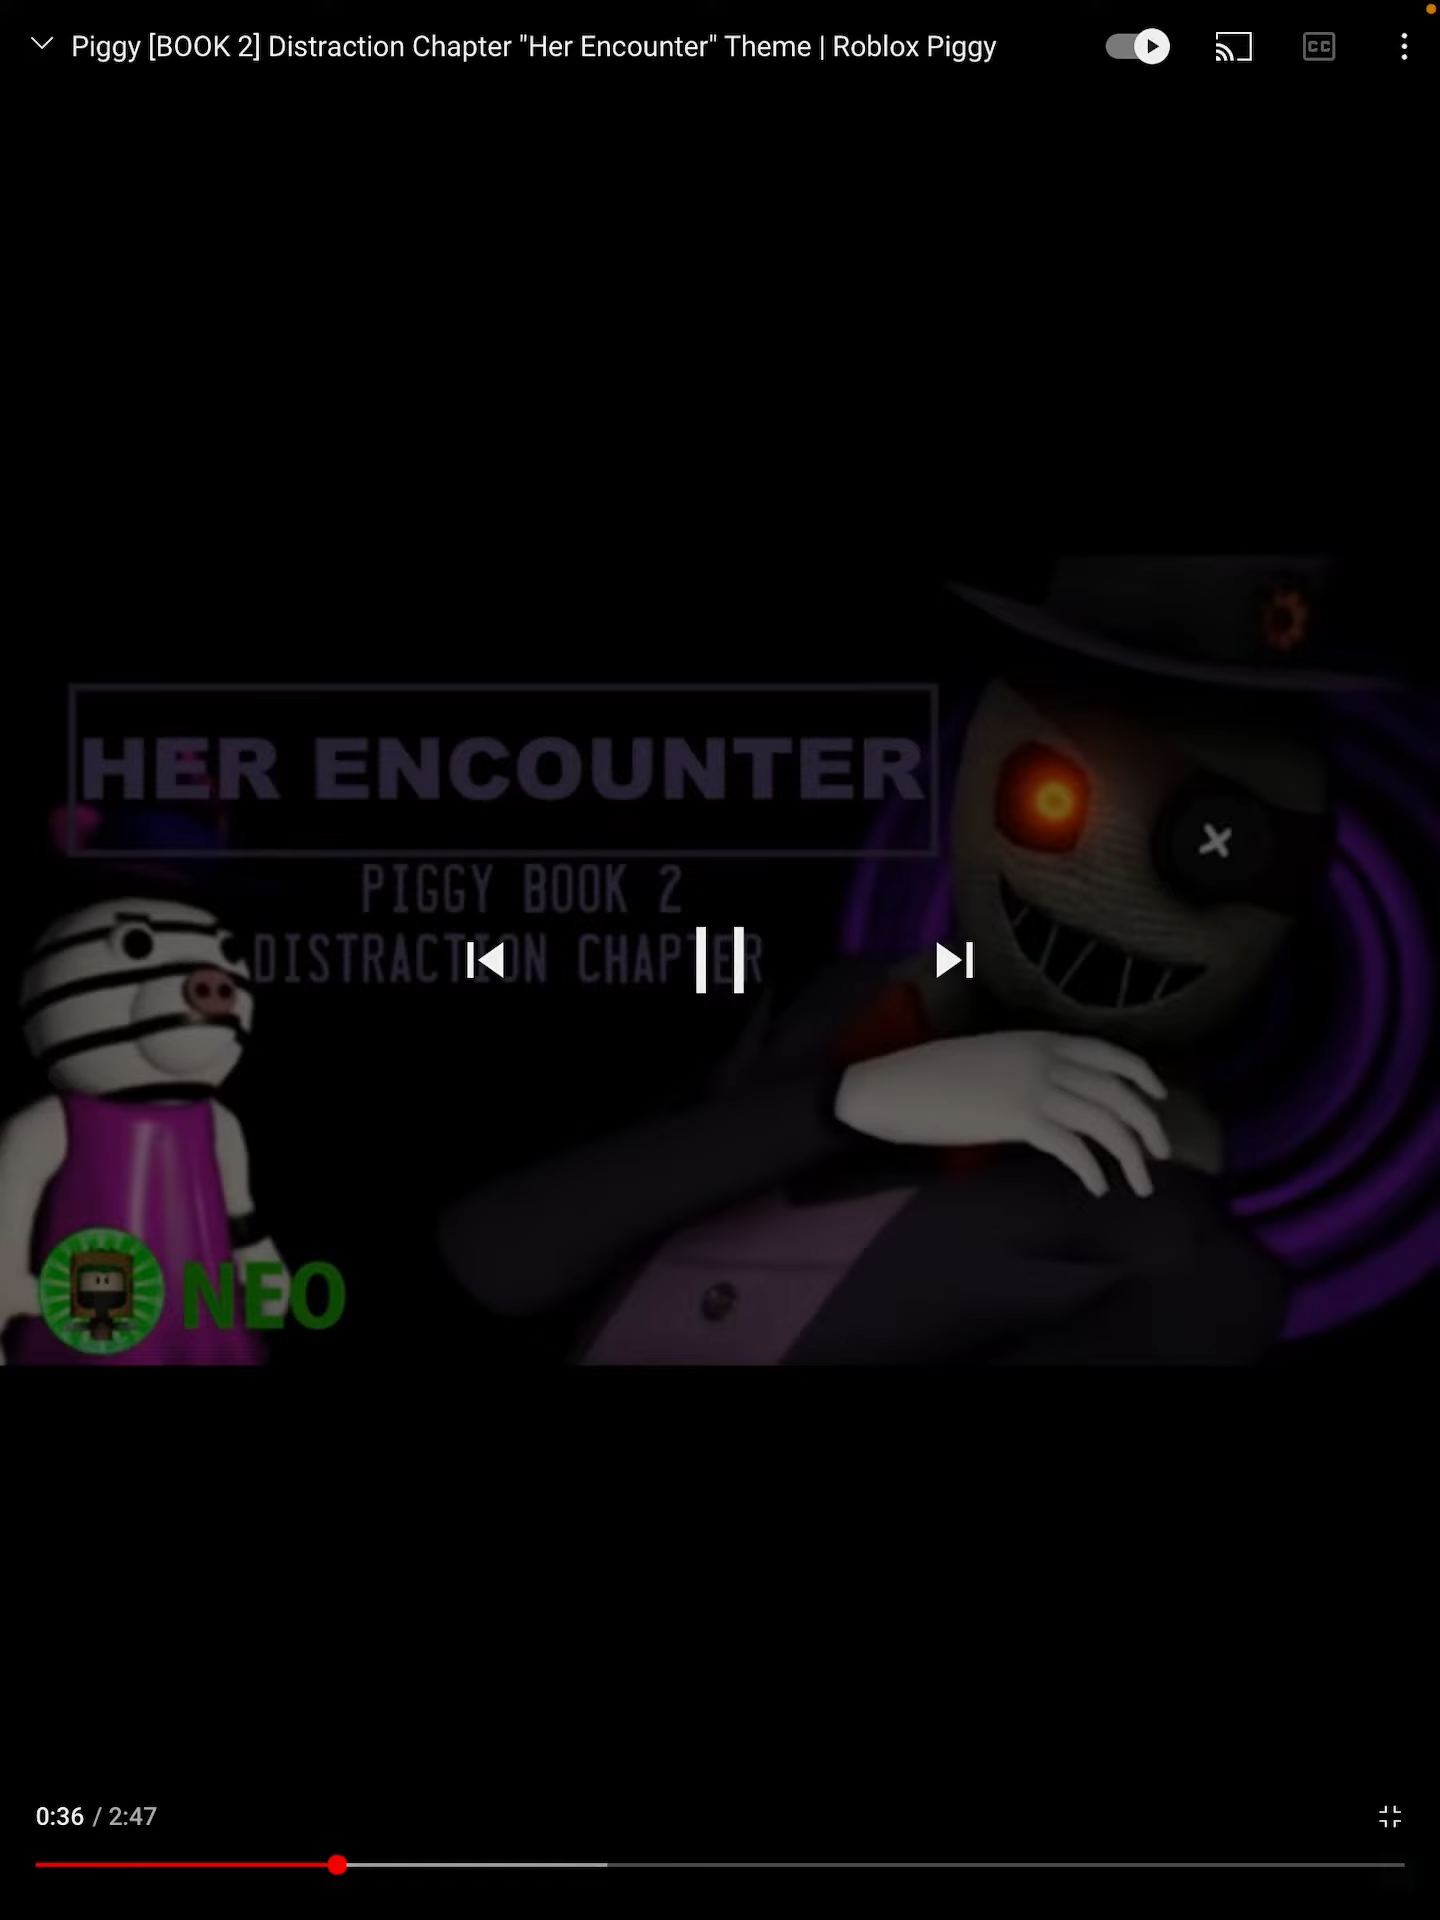 Piggy [BOOK 2] Distraction Chapter "Her Encounter" Theme | Roblox Piggy
CC
HER ENCOUNTER
PIGGY BOOK 2
DISTRACTION CHAPTER
NEO
0:36 / 2:47